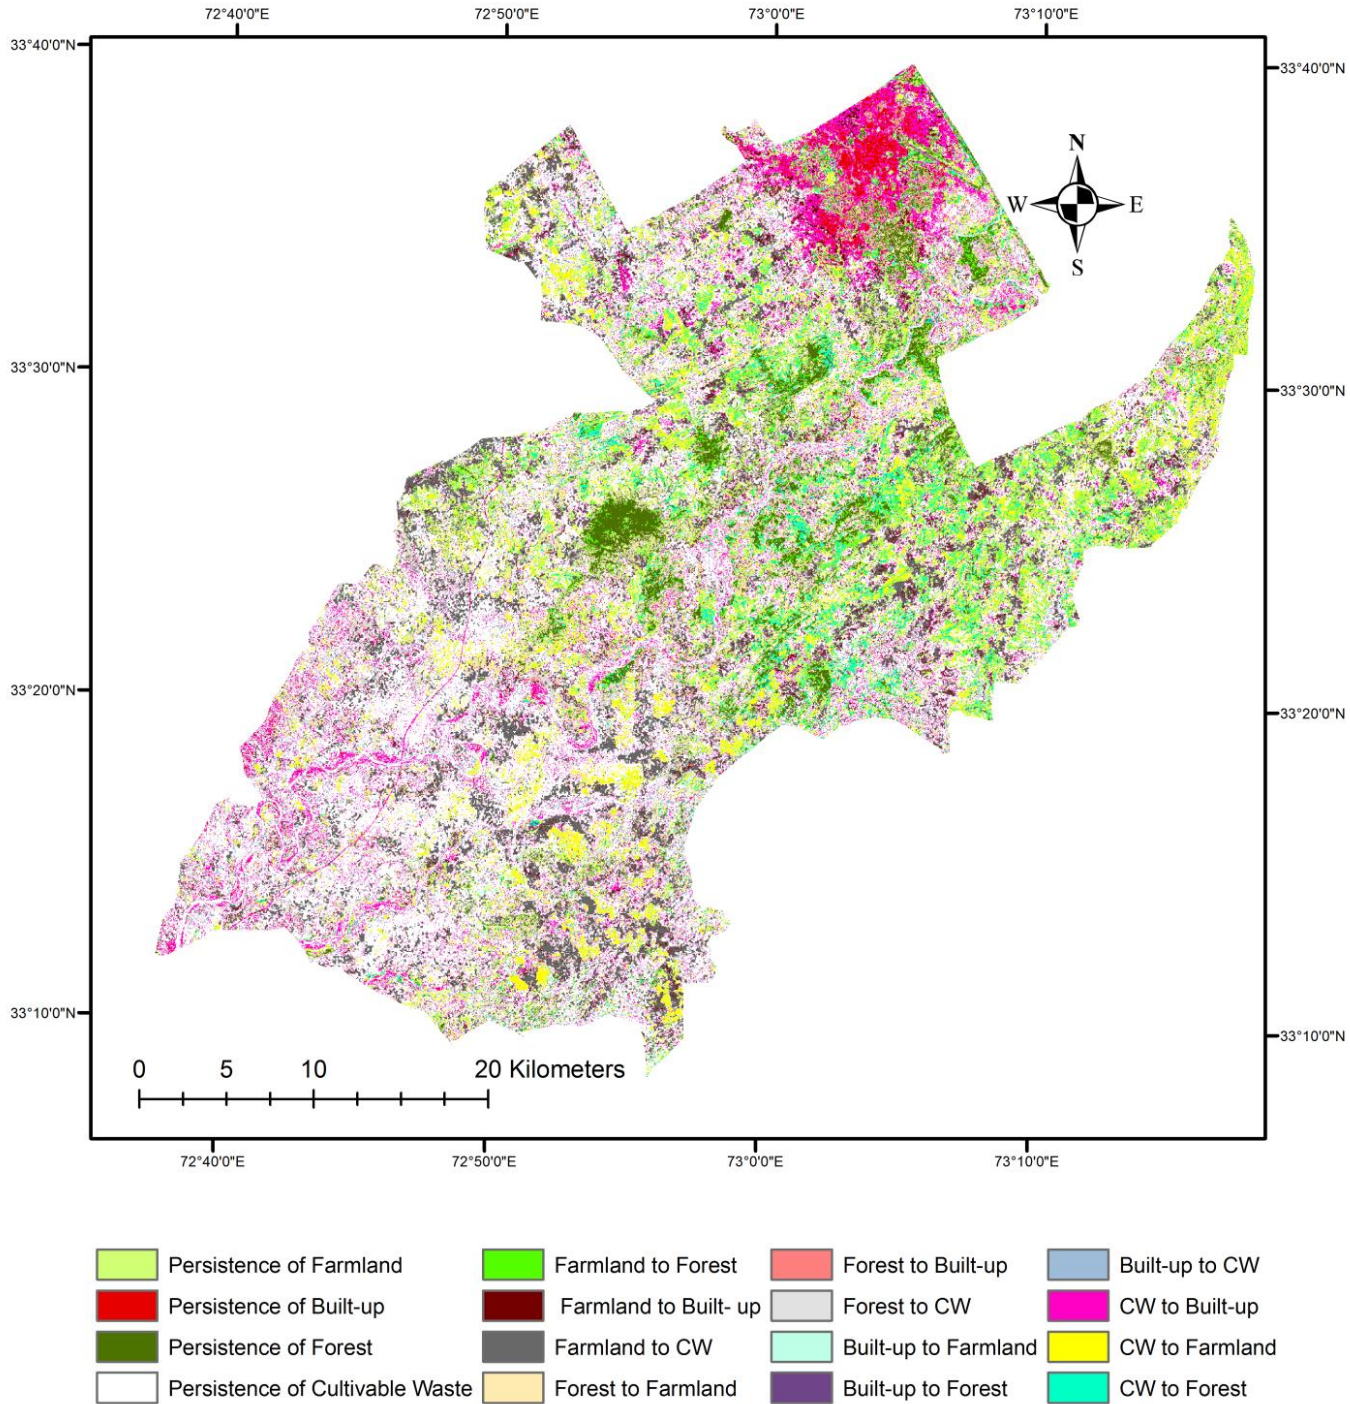 72°40'0"E 72°50'0"E 73°0'0"E 73°10'0"E
33°40'0"N 33°40'0"N
N
W E
S
33°30'0"N 33°30'0"N
33°20'0"N 33°20'0"N
33°10'0"N 33°10'0"N
0 5 10 20 Kilometers
72°40'0"E 72°50'0"E 73°0'0"E 73°10'0"E
Persistence of Farmland Farmland to Forest Forest to Built-up Built-up to CW
Persistence of Built-up Farmland to Built- up Forest to CW CW to Built-up
Persistence of Forest Farmland to CW Built-up to Farmland CW to Farmland
Persistence of Cultivable Waste Forest to Farmland Built-up to Forest CW to Forest